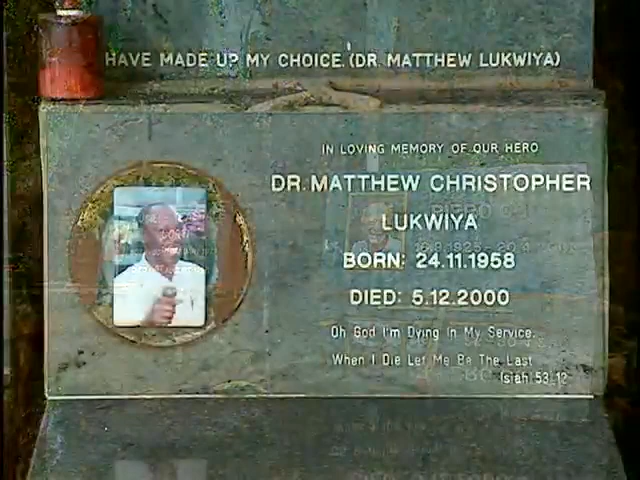 HAVE MADE UP MY CHOICE. (DR. MATTHEW LUKWIYA)
IN LOVING MEMORY OF OUR HERO
DR. MATTHEW CHRISTOPHER
LUKWIYA
BORN: 24.11.1958
DIED: 5.12.2000
Oh God I'm Dying In My Service.
When I Die Let Me Be The Last
Isiah 53_12